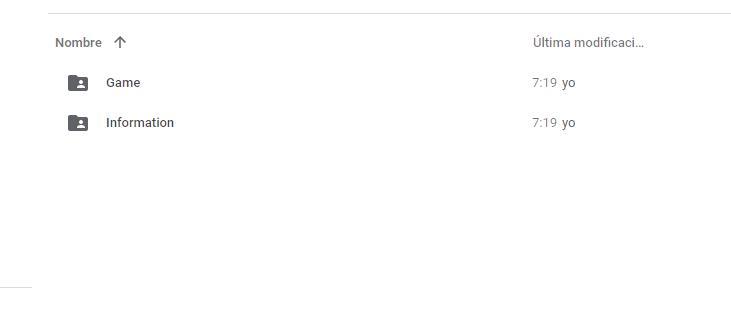 Nombre Última modificaci...
Game 7:19 yo
Information 7:19 yo